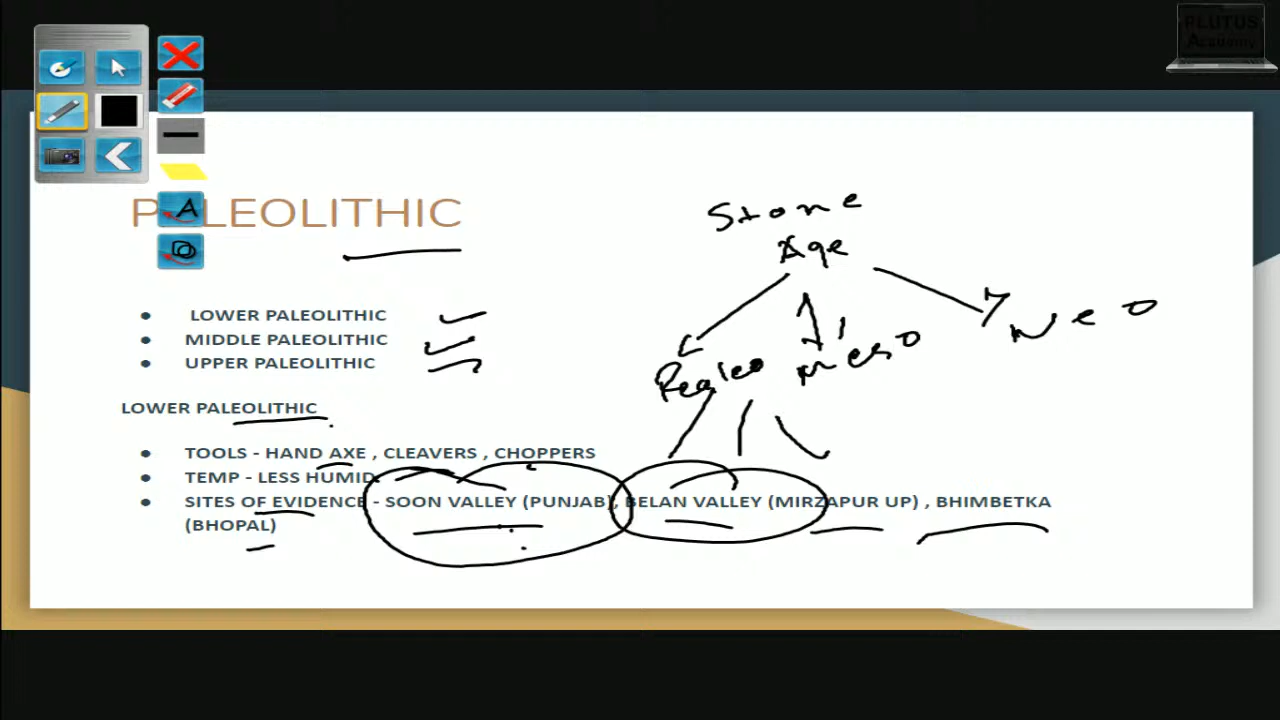 PLUTUS
Academy
PALEOLITHIC
Stone
Age
Neo
Meso
● LOWER PALEOLITHIC
● MIDDLE PALEOLITHIC
● UPPER PALEOLITHIC
LOWER PALEOLITHIC
● TOOLS - HAND AXE , CLEAVERS , CHOPPERS
● TEMP - LESS HUMID
● SITES OF EVIDENCE - SOON VALLEY (PUNJAB), BELAN VALLEY (MIRZAPUR UP) , BHIMBETKA
(BHOPAL)